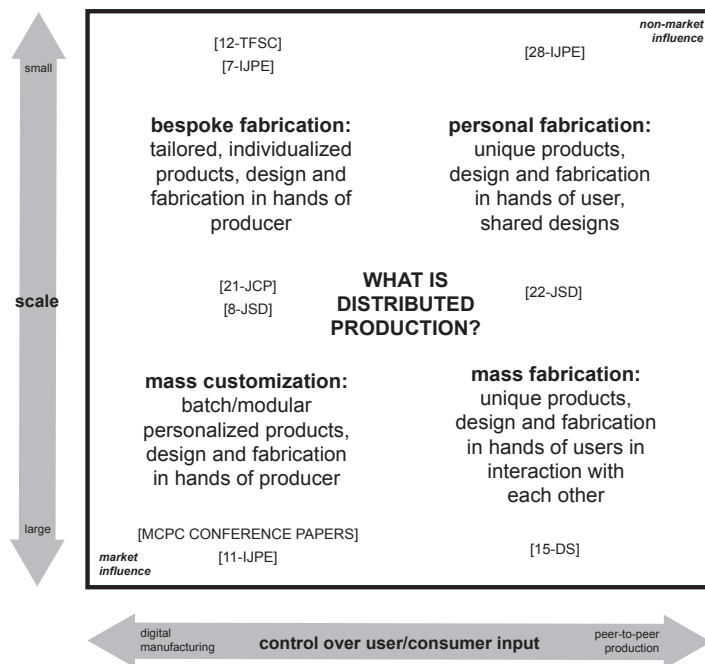 [12-TFSC]
[7-IJPE]
[28-IJPE]
non-market
influence
small
bespoke fabrication:
tailored, individualized
products, design and
fabrication in hands of
producer
personal fabrication:
unique products,
design and fabrication
in hands of user,
shared designs
scale
[21-JCP]
[8-JSD]
WHAT IS
DISTRIBUTED
PRODUCTION?
[22-JSD]
mass customization:
batch/modular
personalized products,
design and fabrication
in hands of producer
mass fabrication:
unique products,
design and fabrication
in hands of users in
interaction with
each other
large
[MCPC CONFERENCE PAPERS]
[11-IJPE]
[15-DS]
market
influence
digital
manufacturing
control over user/consumer input
peer-to-peer
production